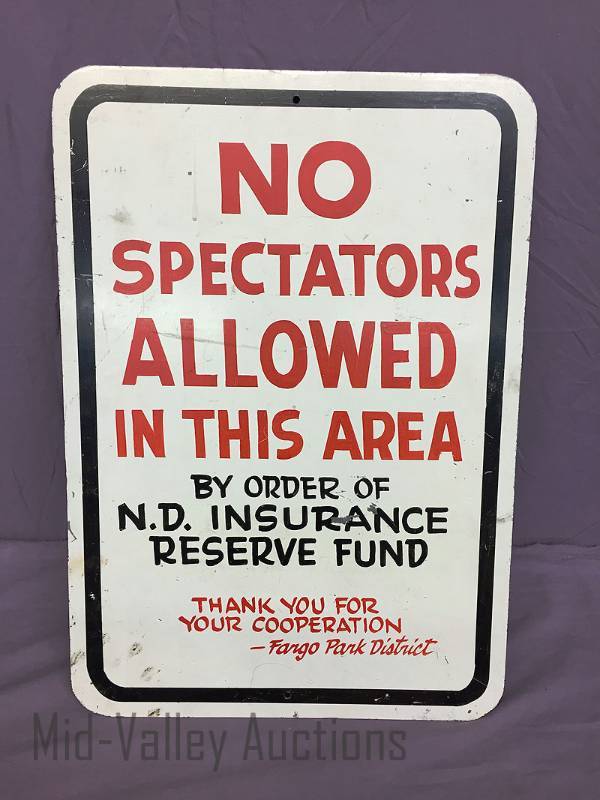 NO
SPECTATORS
ALLOWED
IN THIS AREA
BY ORDER OF
N.D. INSURANCE
RESERVE FUND
THANK YOU FOR
YOUR COOPERATION
— Fargo Park District
Mid-Valley Auctions